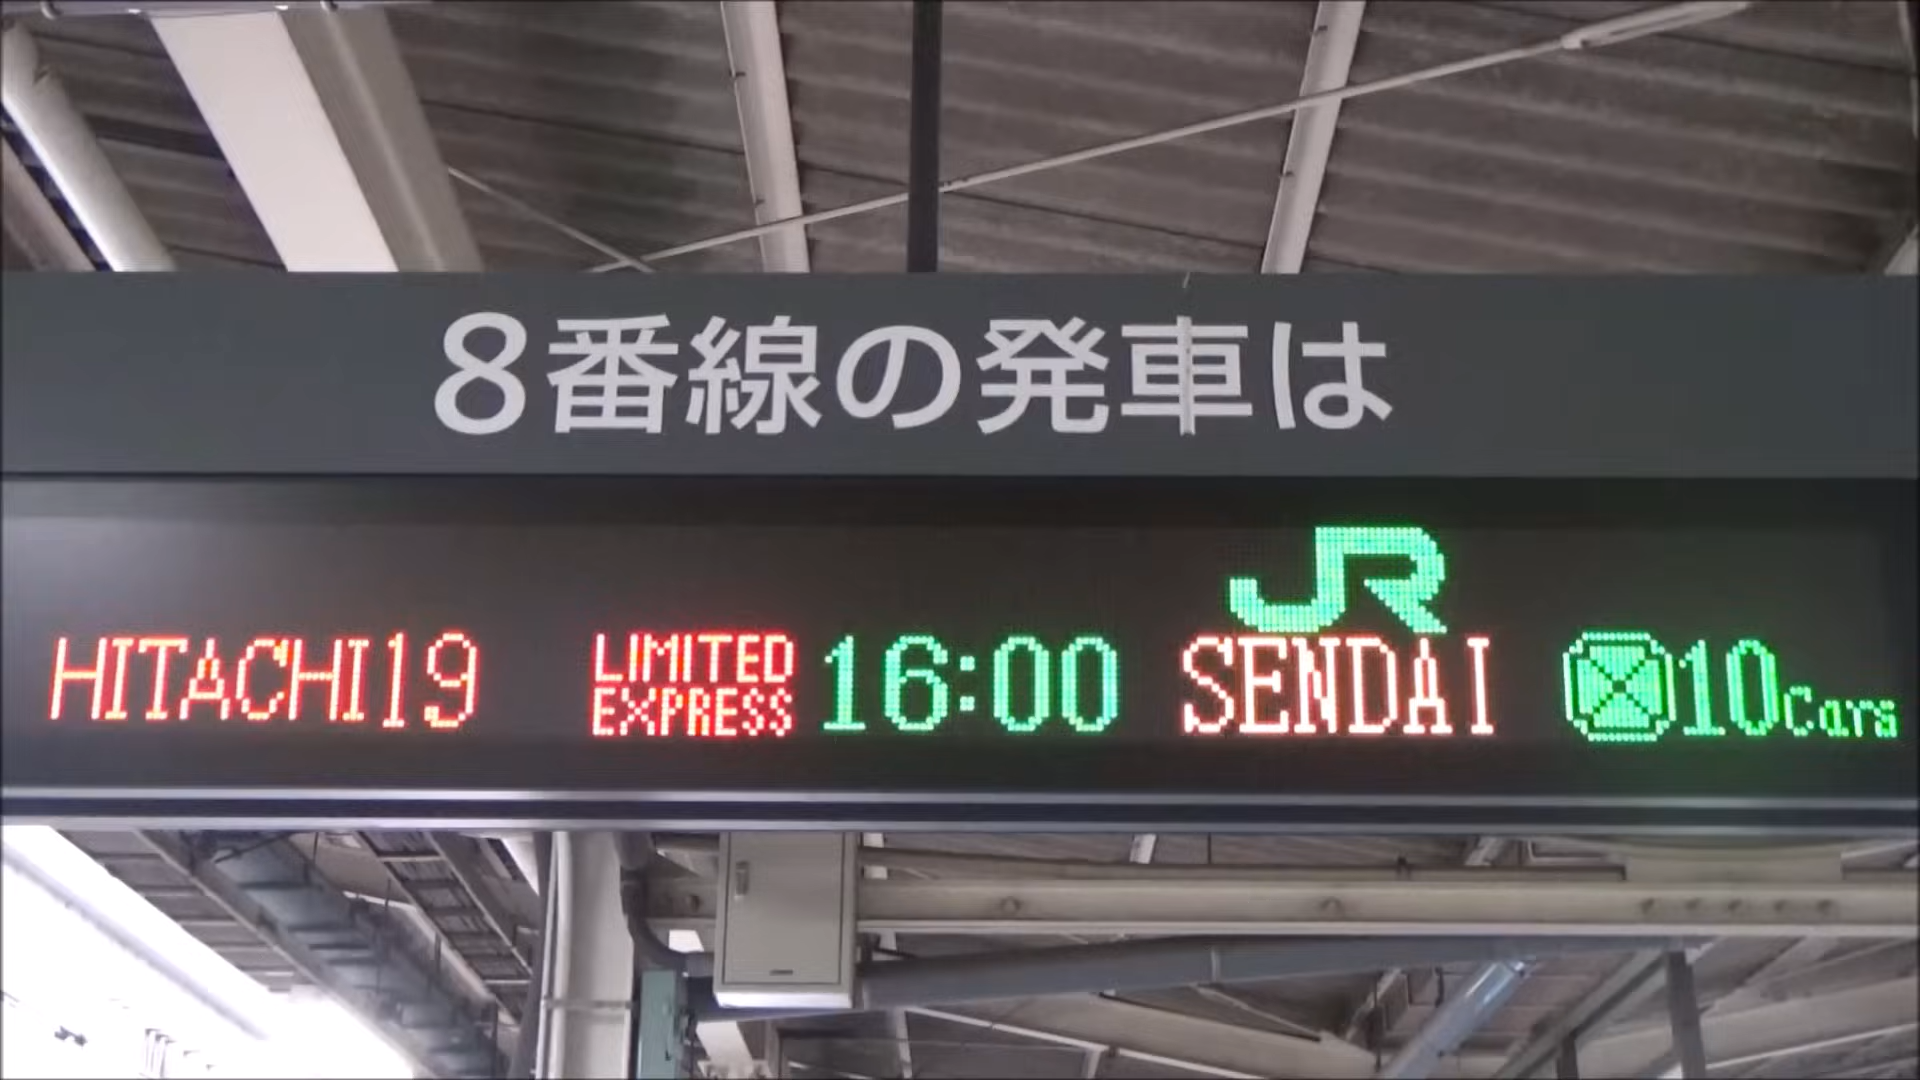 8番線の発車は
JR
HITACHI19 LIMITED EXPRESS 16:00 SENDAI 10Cars